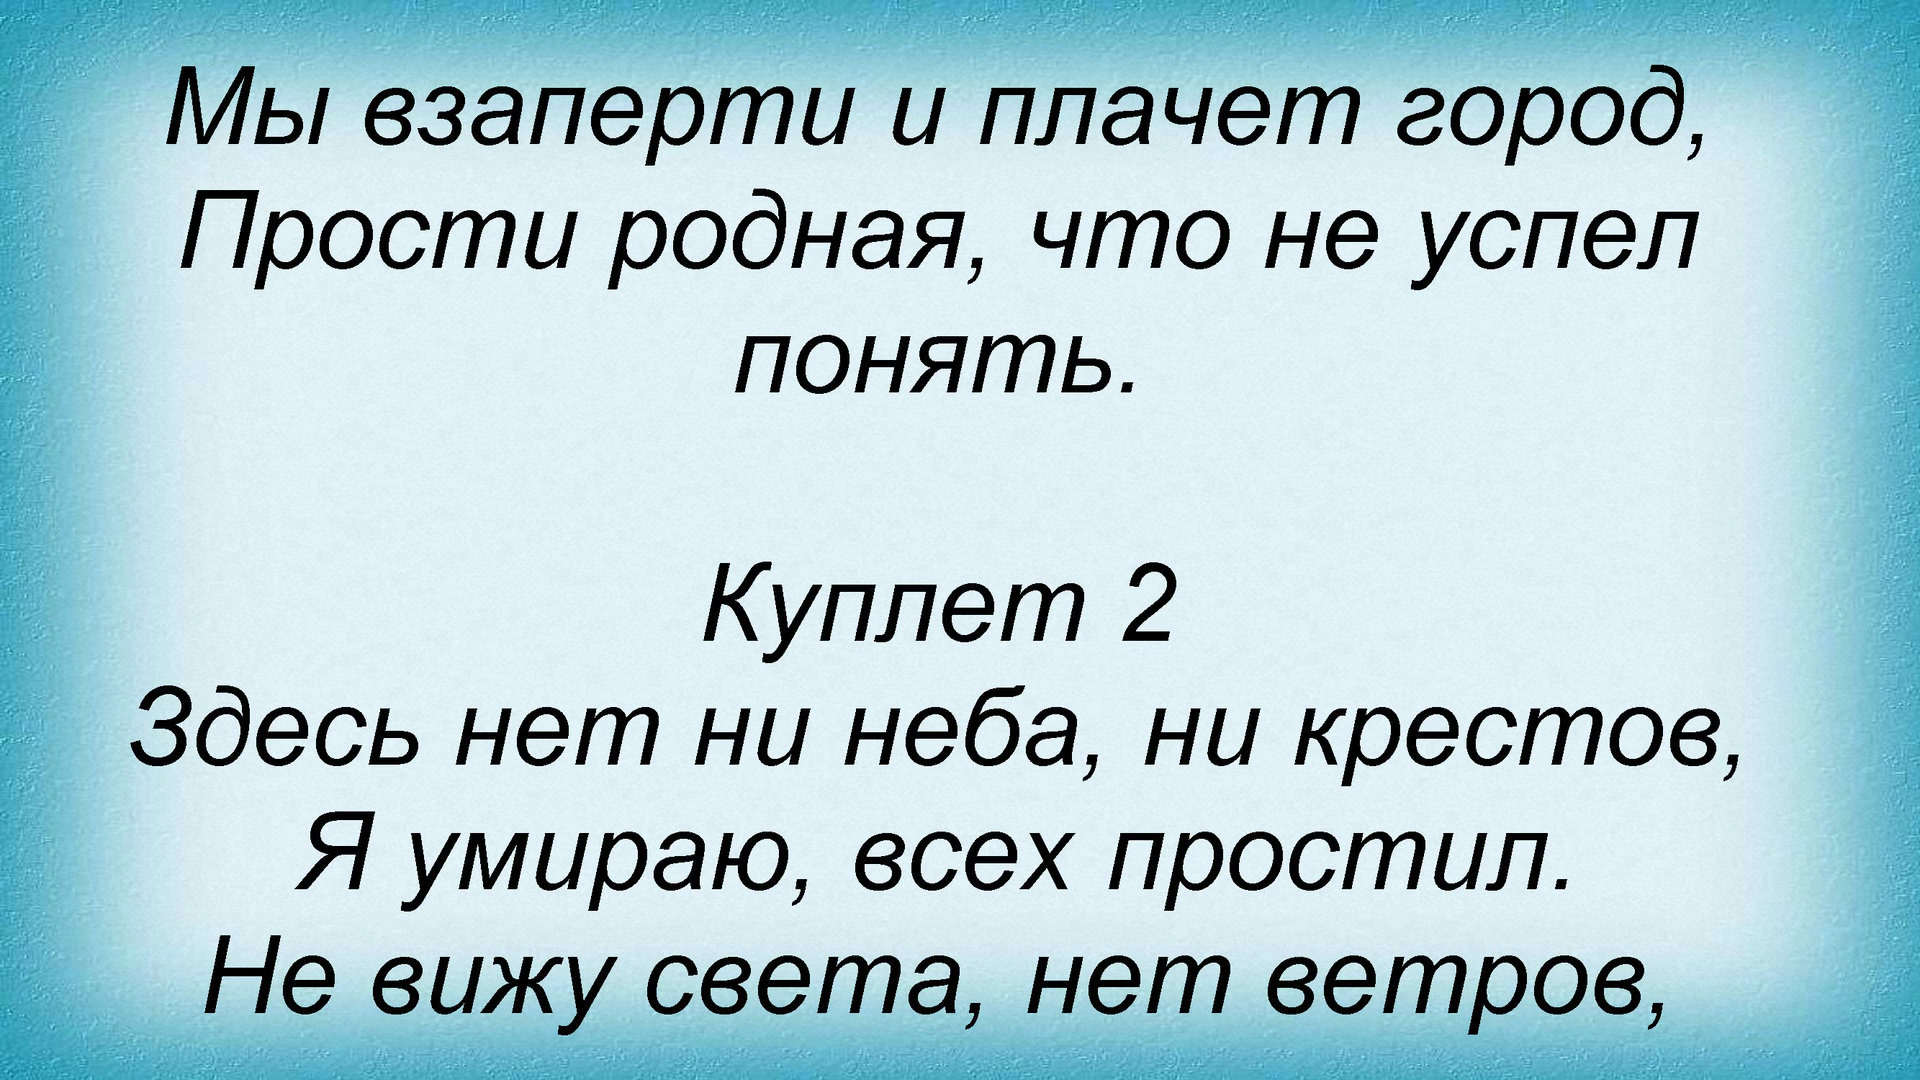 Мы взаперти и плачет город,
Прости родная, что не успел
понять.
Куплет 2
Здесь нет ни неба, ни крестов,
Я умираю, всех простил.
Не вижу света, нет ветров,